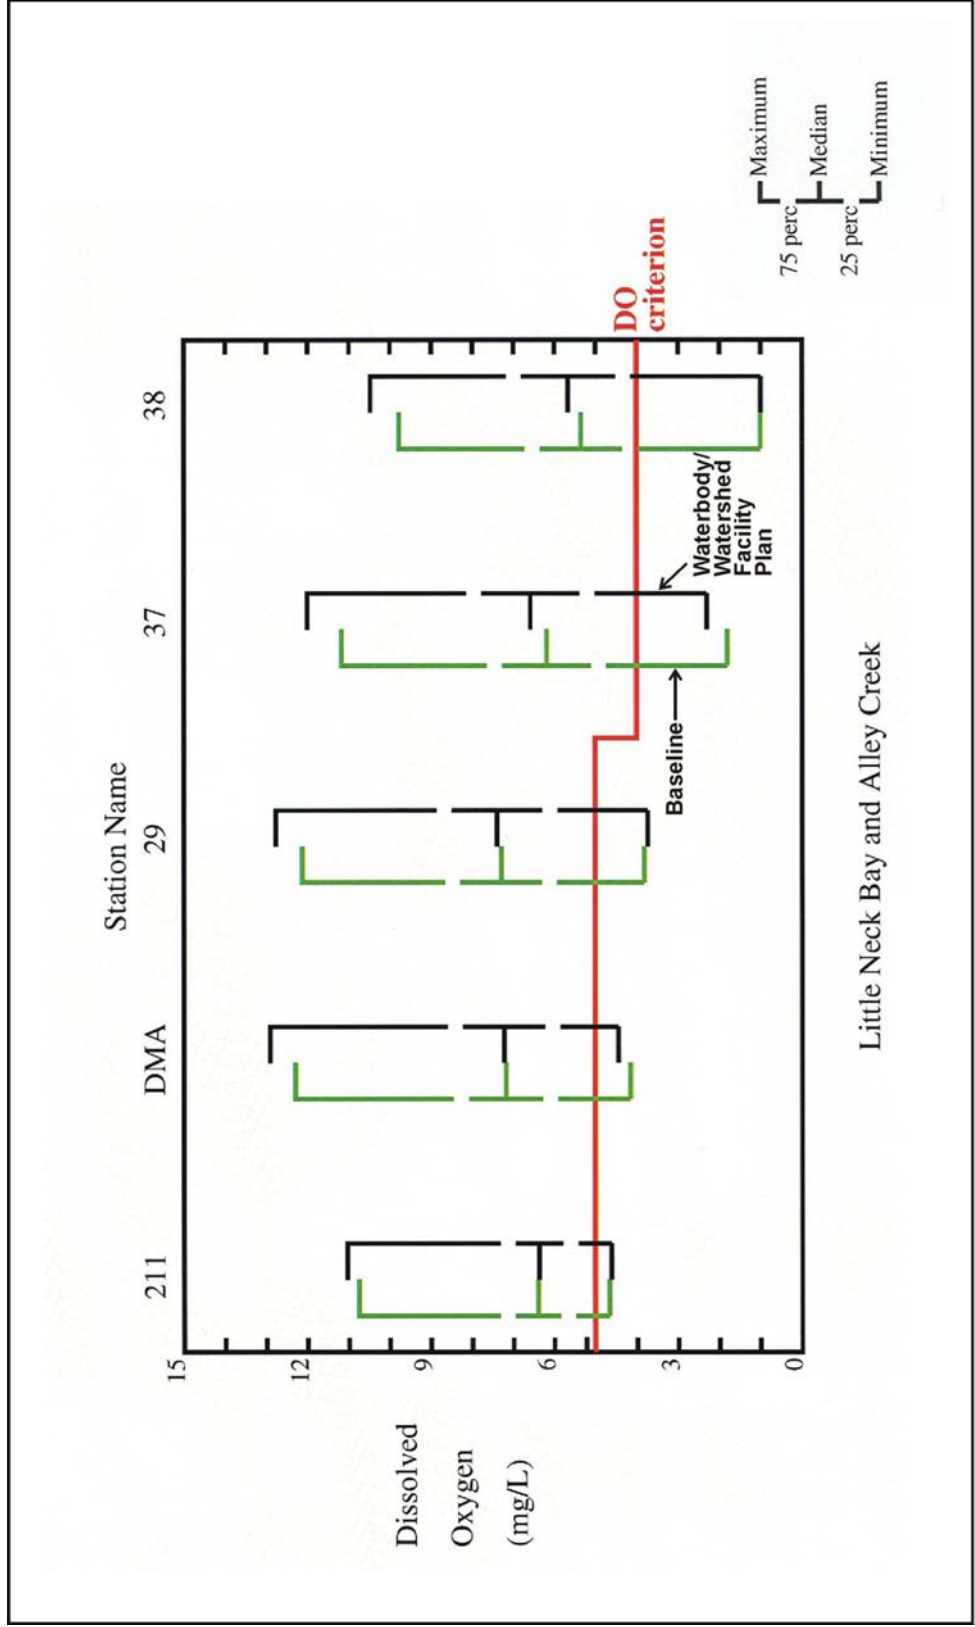 Station Name
211
DMA
29
37
38
15
12
9
6
3
0
Dissolved
Oxygen
(mg/L)
DO
criterion
Baseline
Waterbody/
Watershed
Facility
Plan
Maximum
75 perc
Median
25 perc
Minimum
Little Neck Bay and Alley Creek